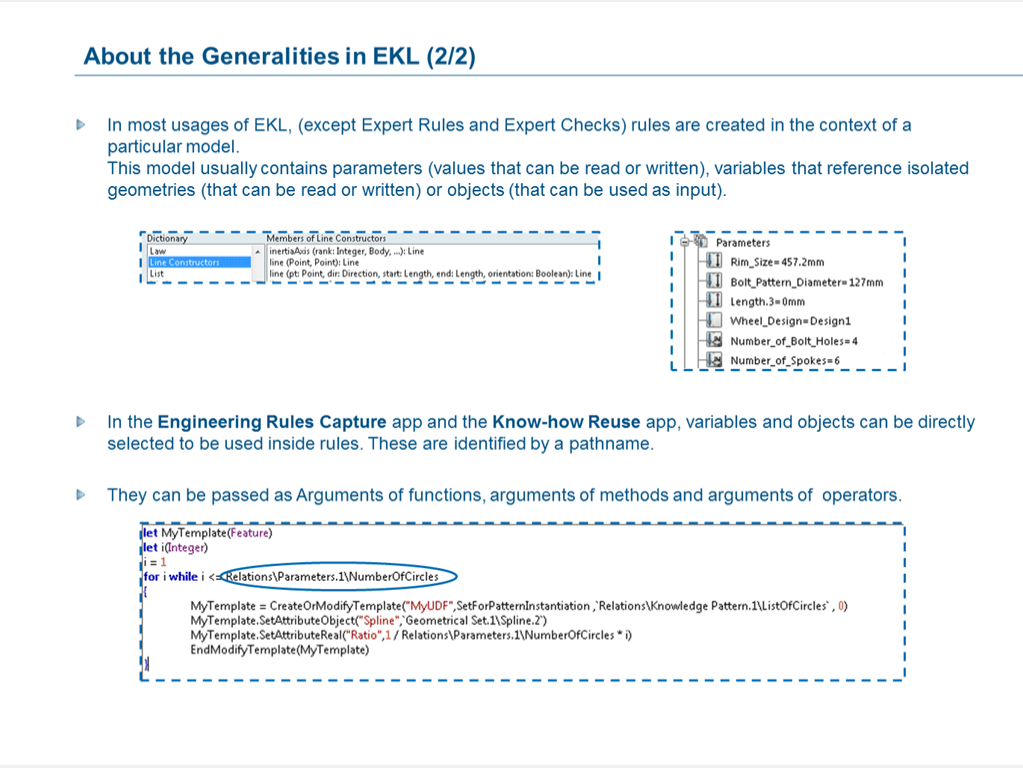 About the Generalities in EKL (2/2)
In most usages of EKL, (except Expert Rules and Expert Checks) rules are created in the context of a
particular model.
This model usually contains parameters (values that can be read or written), variables that reference isolated
geometries (that can be read or written) or objects (that can be used as input).
Dictionary
Members of Line Constructors
Law
Line Constructors
List
inertiaAxis (rank: Integer, Body, ...): Line
line (Point, Point): Line
line (pt: Point, dir: Direction, start: Length, end: Length, orientation: Boolean): Line
Parameters
Rim_Size=457.2mm
Bolt_Pattern_Diameter=127mm
Length.3=0mm
Wheel_Design=Design1
Number_of_Bolt_Holes=4
Number_of_Spokes=6
In the Engineering Rules Capture app and the Know-how Reuse app, variables and objects can be directly
selected to be used inside rules. These are identified by a pathname.
They can be passed as Arguments of functions, arguments of methods and arguments of operators.
let MyTemplate(Feature)
let i(Integer)
i = 1
for i while i <=Relations\Parameters.1\NumberOfCircles
{
MyTemplate = CreateOrModifyTemplate("MyUDF",SetForPatternInstantiation ,`Relations\Knowledge Pattern.1\ListOfCircles` , 0)
MyTemplate.SetAttributeObject("Spline",`Geometrical Set.1\Spline.2`)
MyTemplate.SetAttributeReal("Ratio",1 / Relations\Parameters.1\NumberOfCircles * i)
EndModifyTemplate(MyTemplate)
}